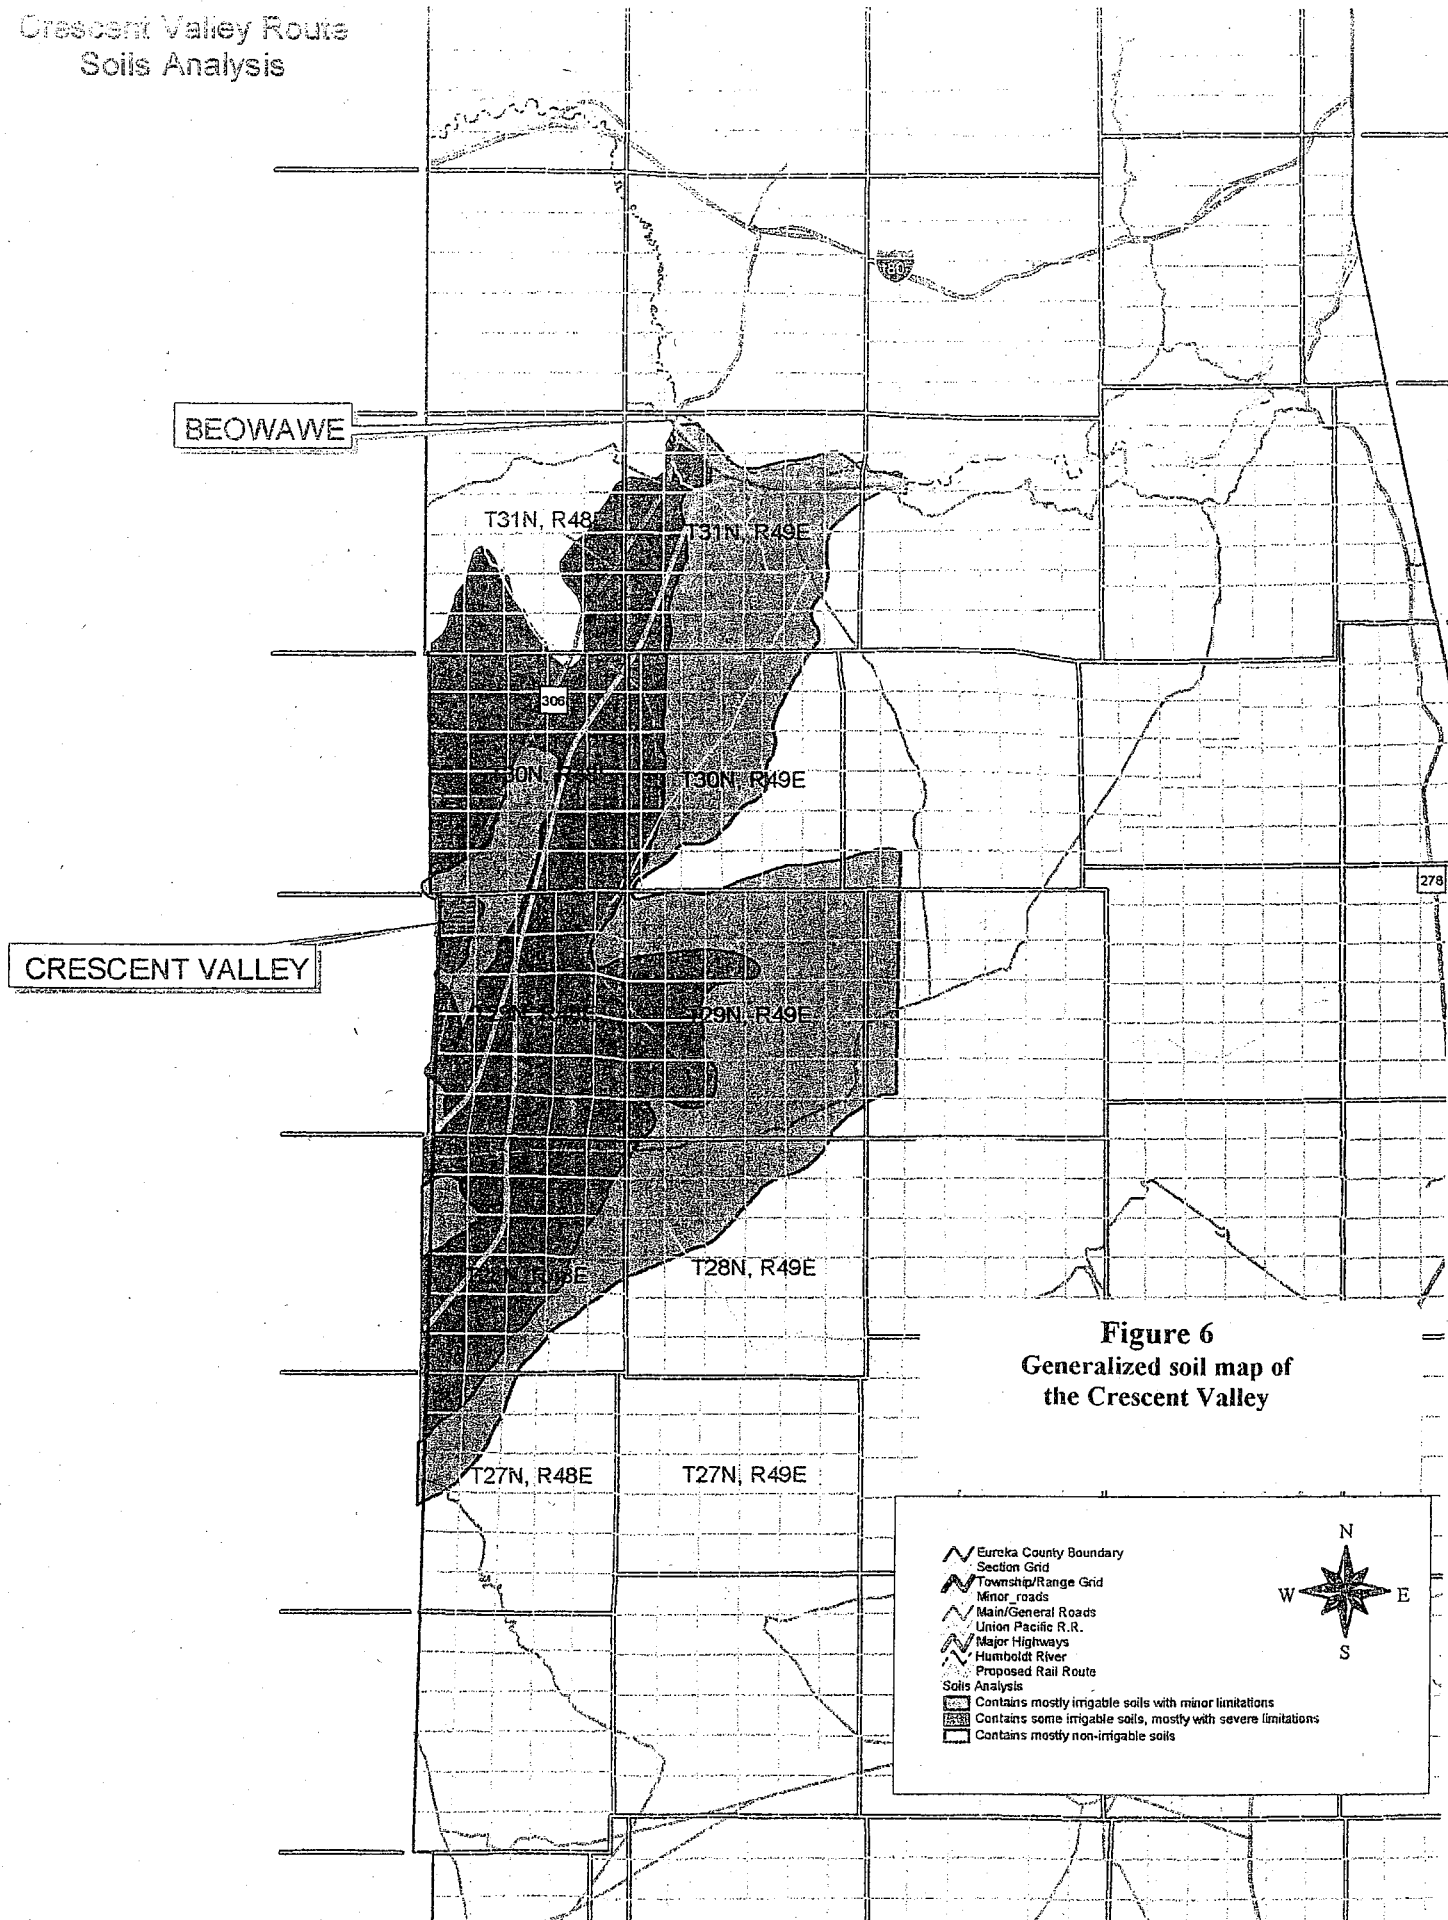 Crescent Valley Route
Soils Analysis
I80
BEOWAWE
T31N, R48
T31N, R49E
306
T30N, R49E
278
CRESCENT VALLEY
T29N, R49E
T28N, R49E
Figure 6
Generalized soil map of
the Crescent Valley
T27N, R48E
T27N, R49E
N
W
E
S
Eureka County Boundary
Section Grid
Township/Range Grid
Minor_roads
Main/General Roads
Union Pacific R.R.
Major Highways
Humboldt River
Proposed Rail Route
Soils Analysis
Contains mostly irrigable soils with minor limitations
Contains some irrigable soils, mostly with severe limitations
Contains mostly non-irrigable soils